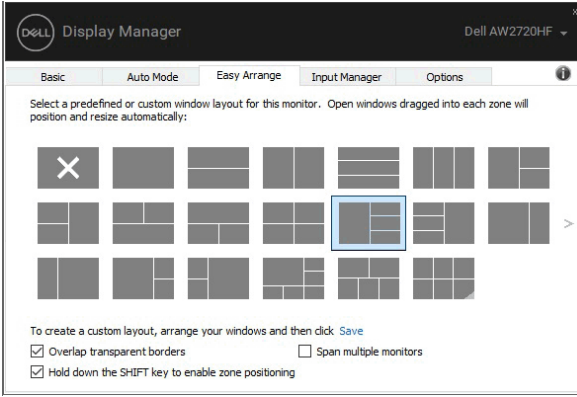 DELL Display Manager
Dell AW2720HF
Basic Auto Mode Easy Arrange Input Manager Options
Select a predefined or custom window layout for this monitor. Open windows dragged into each zone will
position and resize automatically:
To create a custom layout, arrange your windows and then click Save
Overlap transparent borders
Span multiple monitors
Hold down the SHIFT key to enable zone positioning